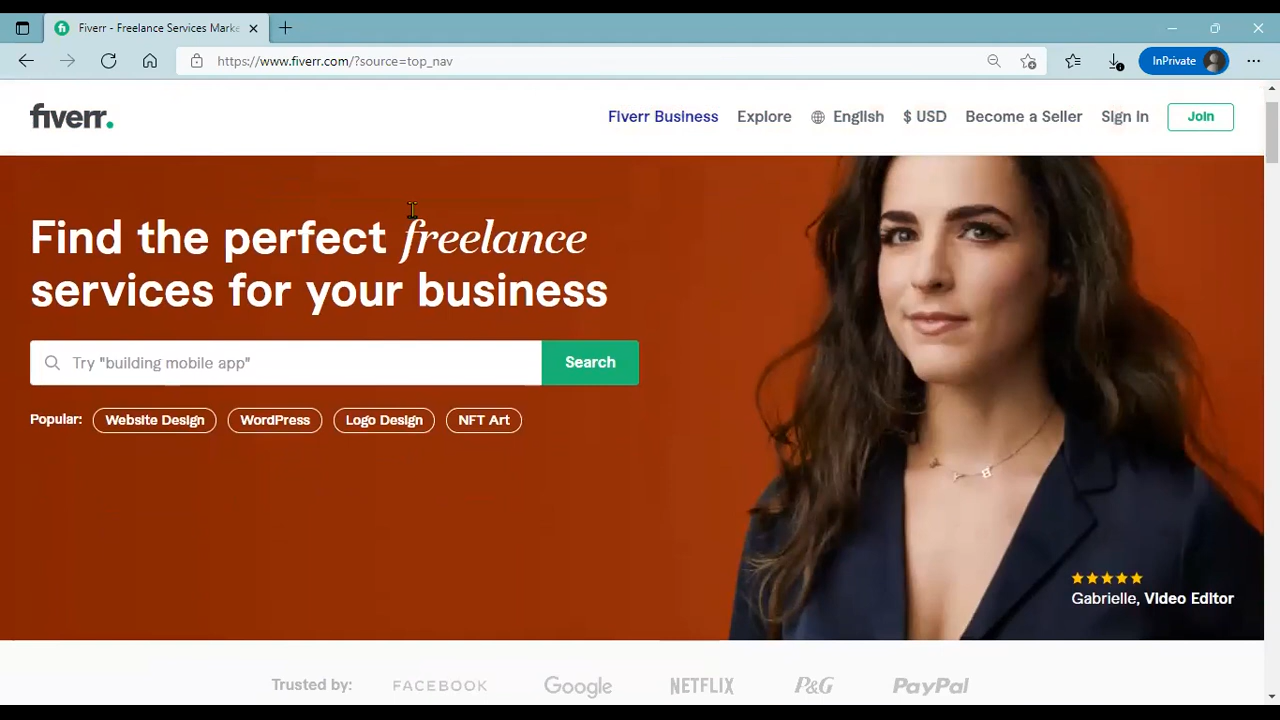 Fiverr - Freelance Services Marke
https://www.fiverr.com/?source=top_nav
InPrivate
fiverr.
Fiverr Business
Explore
English
$ USD
Become a Seller
Sign In
Join
Find the perfect freelance
services for your business
Try "building mobile app"
Search
Popular:
Website Design
WordPress
Logo Design
NFT Art
Gabrielle, Video Editor
Trusted by:
FACEBOOK
Google
NETFLIX
P&G
PayPal